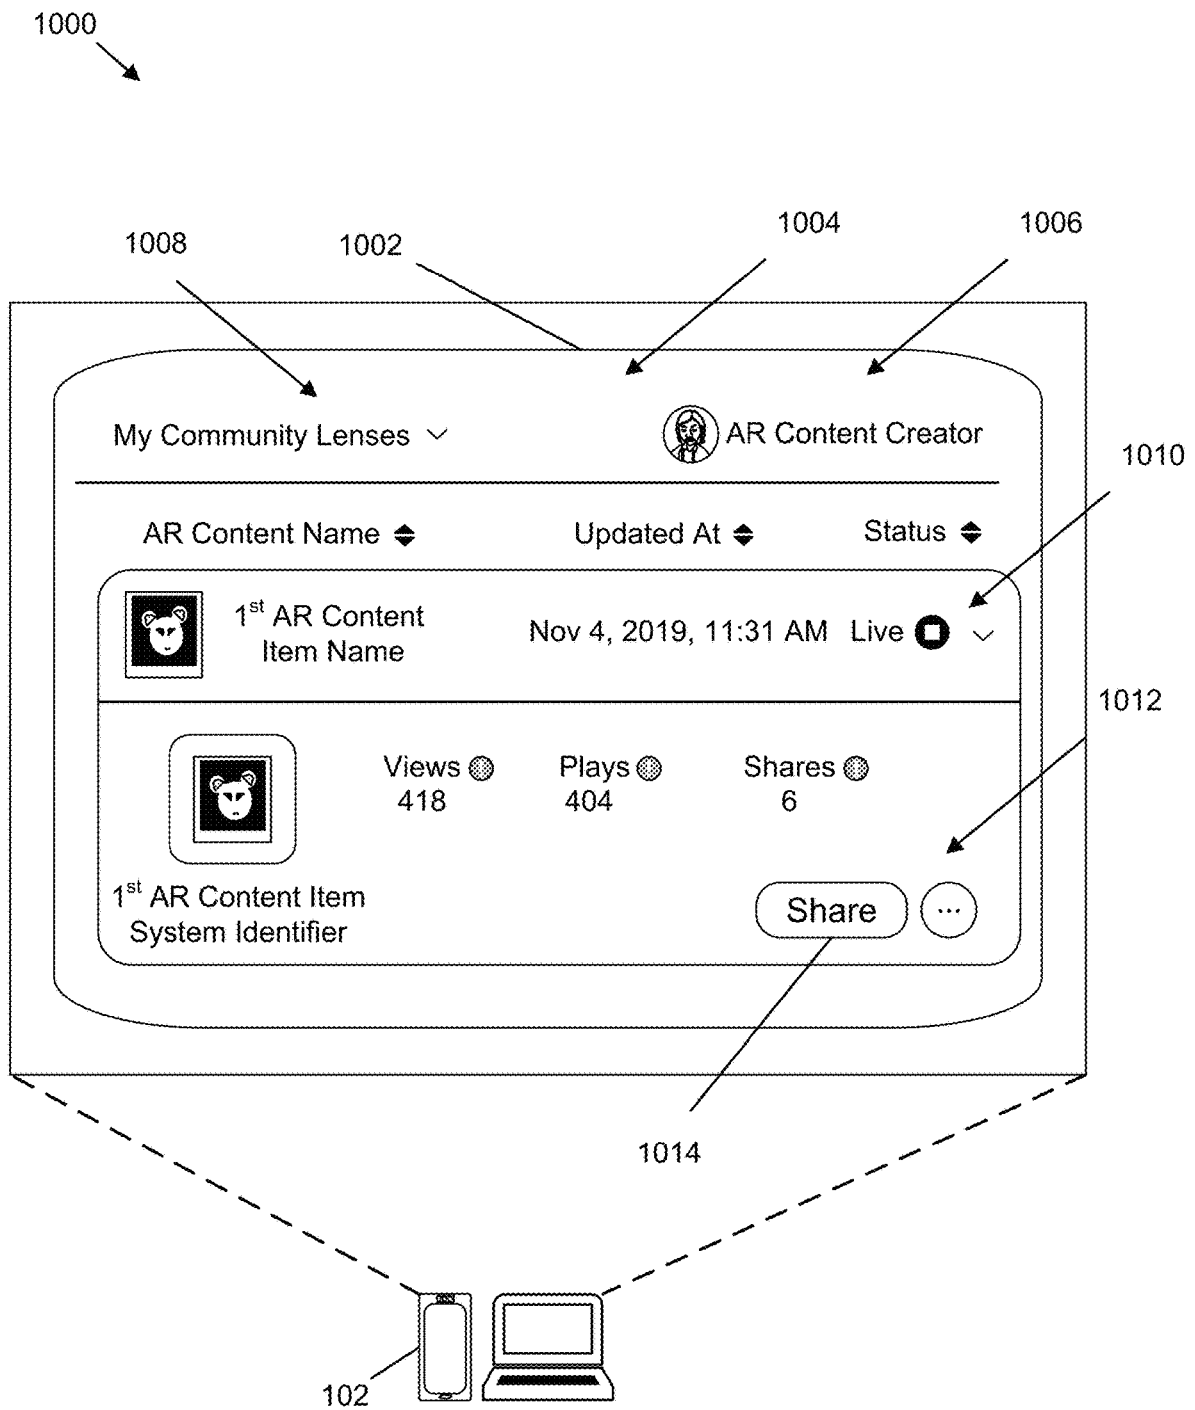 1000
1008
1002
1004
1006
My Community Lenses
AR Content Creator
1010
AR Content Name
Updated At
Status
1st AR Content
Item Name
Nov 4, 2019, 11:31 AM
Live
1012
Views
Plays
Shares
418
404
6
1st AR Content Item
System Identifier
Share
...
1014
102